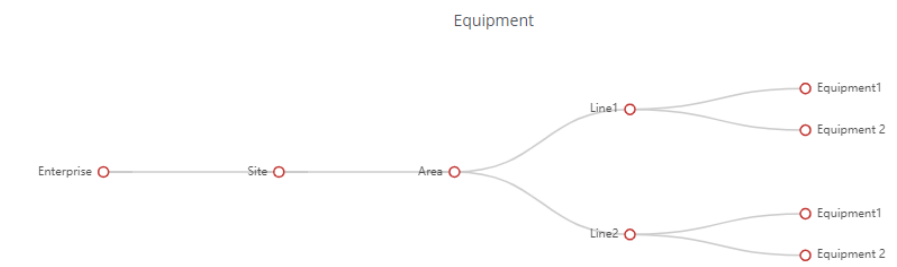 Equipment
Enterprise
Site
Area
Line1
Equipment1
Equipment 2
Line2
Equipment1
Equipment 2